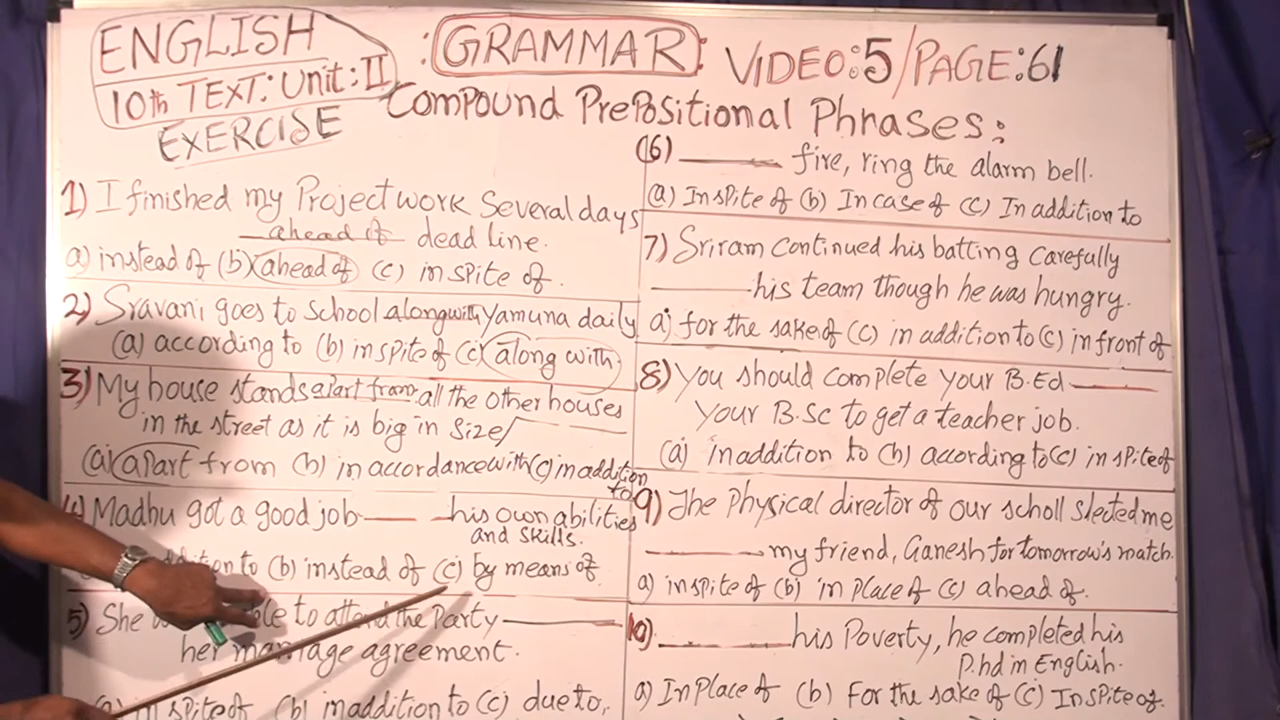 ENGLISH
10th TEXT: Unit: II
EXERCISE
: GRAMMAR :
VIDEO:5/PAGE:61
Compound Prepositional Phrases:
1) I finished my Project work Several days
ahead of dead line.
a) instead of (b) ahead of (c) in spite of.
2) Sravani goes to School along with Yamuna daily
(a) according to (b) in spite of (c) along with
3) My house stands apart from all the other houses
in the street as it is big in Size/
(a) apart from (b) in accordance with (c) in addition
to
4) Madhu got a good job his own abilities
and skills.
to (b) instead of (c) by means of
5) She to attend the Party
her marriage agreement.
(a) in spite of (b) in addition to (c) due to,
(6) fire, ring the alarm bell.
(a) In spite of (b) In case of (c) In addition to
7) Sriram continued his batting carefully
his team though he was hungry.
a) for the sake of (c) in addition to (c) in front of
8) You should complete your B.Ed
your B.Sc to get a teacher job.
(a) in addition to (b) according to (c) in spite of
9) The Physical director of our scholl slected me
my friend, Ganesh for tomorrow's match.
a) in spite of (b) in place of (c) ahead of.
10) his Poverty, he completed his
P.hd in English.
a) In Place of (b) For the sake of (c) In spite of.